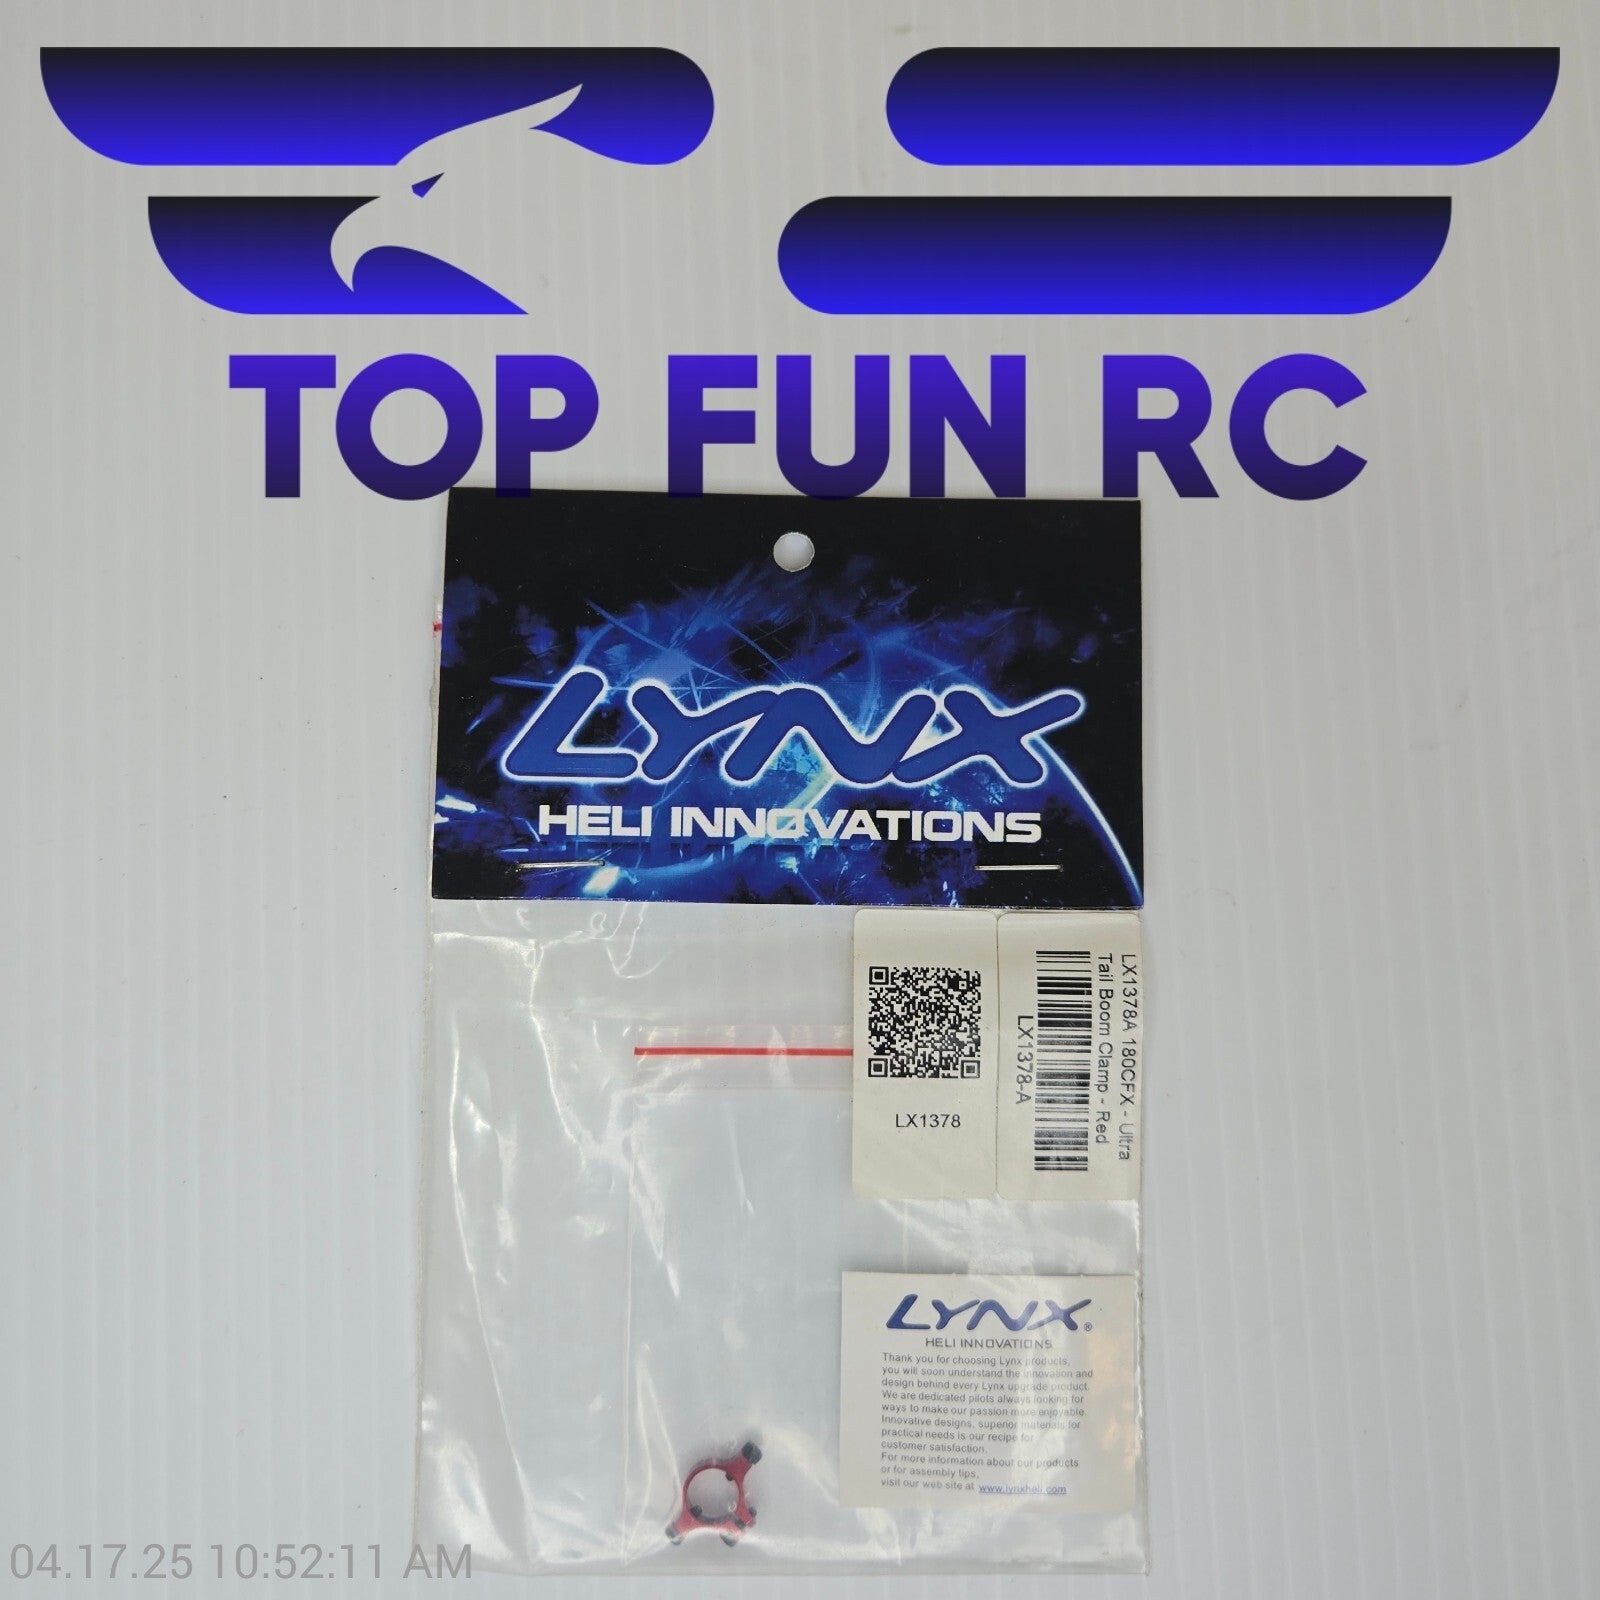 TOP FUN RC
LYNX
HELI INNOVATIONS
LX1378
LX1378A 180CFX - Ultra
Tail Boom Clamp - Red
LX1378-A
LYNX®
HELI INNOVATIONS
Thank you for choosing Lynx products,
you will soon understand the innovation and
design behind every Lynx upgrade product.
We are dedicated pilots always looking for
ways to make our passion more enjoyable.
Innovative designs, superior materials for
practical needs is our recipe for
customer satisfaction.
For more information about our products
or for assembly tips,
visit our web site at www.lynxheli.com
04.17.25 10:52:11 AM